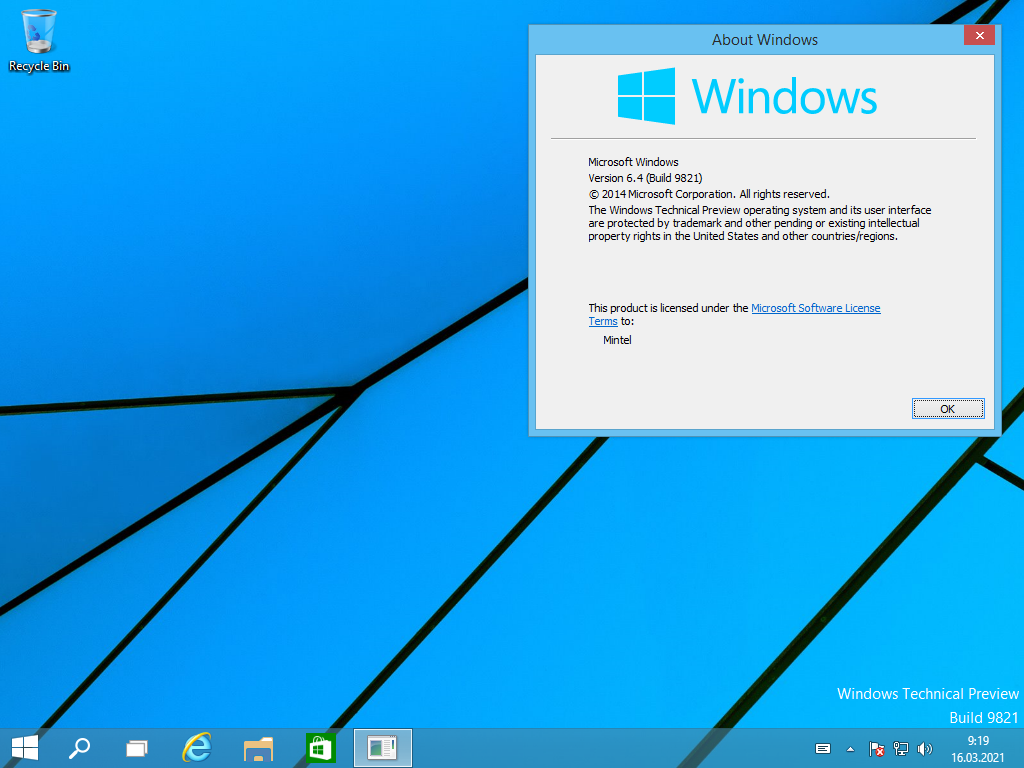 Recycle Bin
About Windows
Windows
Microsoft Windows
Version 6.4 (Build 9821)
© 2014 Microsoft Corporation. All rights reserved.
The Windows Technical Preview operating system and its user interface
are protected by trademark and other pending or existing intellectual
property rights in the United States and other countries/regions.
This product is licensed under the Microsoft Software License
Terms to:
Mintel
OK
Windows Technical Preview
Build 9821
9:19
16.03.2021